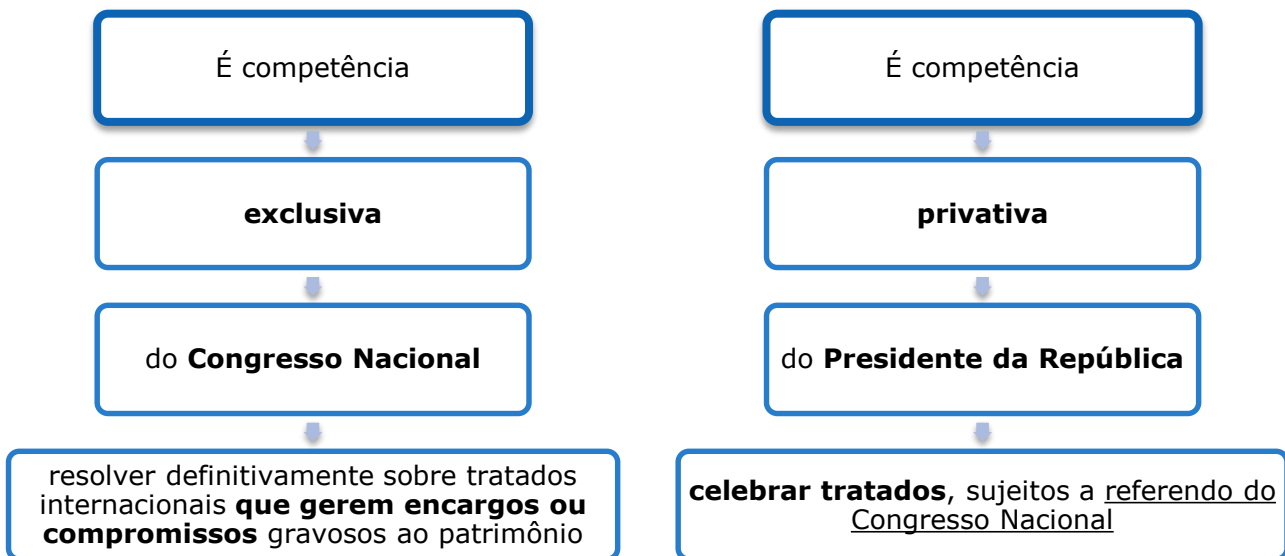 É competência
exclusiva
do Congresso Nacional
resolver definitivamente sobre tratados
internacionais que gerem encargos ou
compromissos gravosos ao patrimônio
É competência
privativa
do Presidente da República
celebrar tratados, sujeitos a referendo do
Congresso Nacional